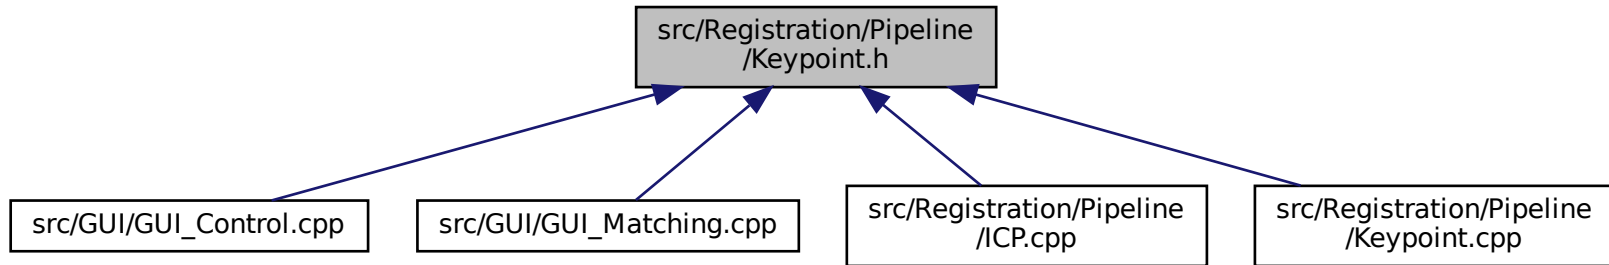 src/Registration/Pipeline
/Keypoint.h
src/GUI/GUI_Control.cpp
src/GUI/GUI_Matching.cpp
src/Registration/Pipeline
/ICP.cpp
src/Registration/Pipeline
/Keypoint.cpp